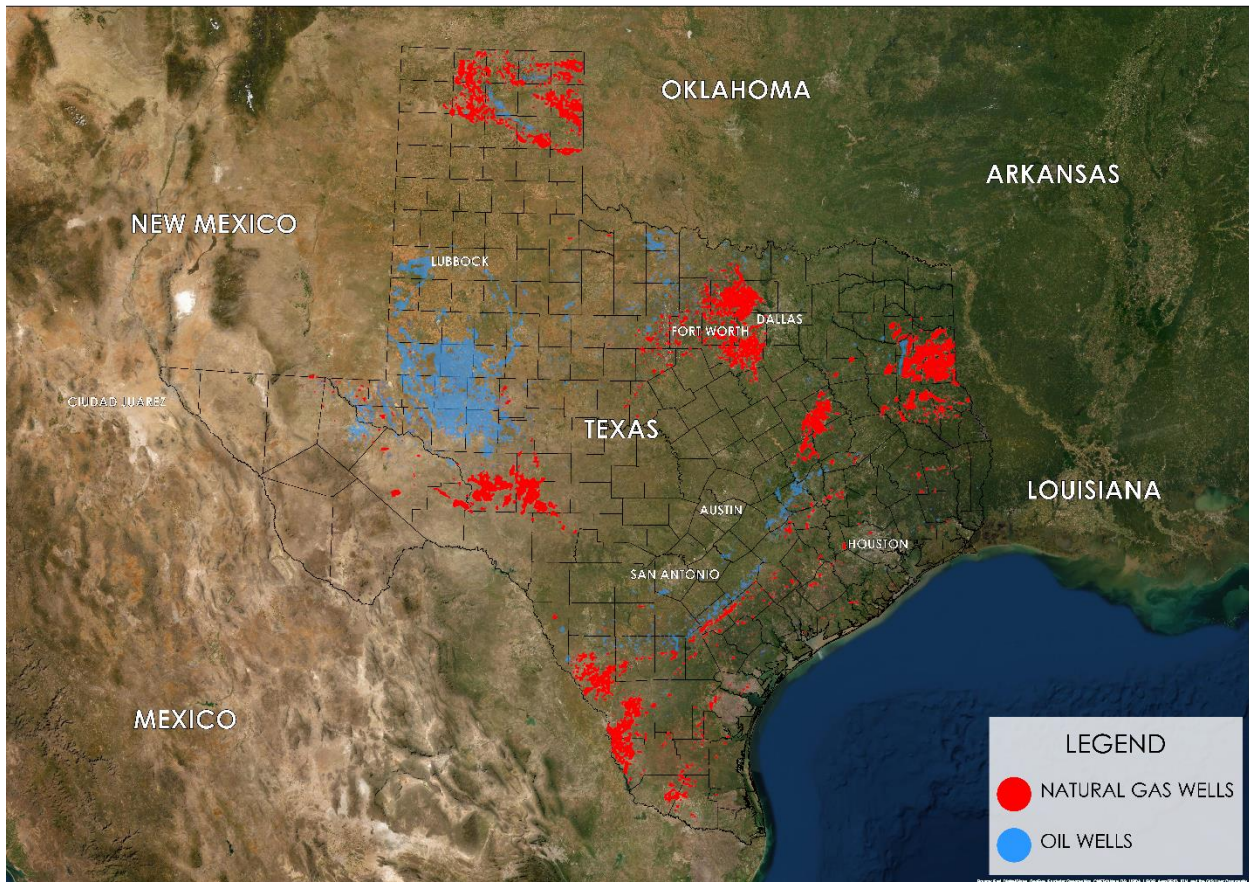 OKLAHOMA
ARKANSAS
NEW MEXICO
LUBBOCK
DALLAS
FORT WORTH
CIUDAD JUÁREZ
TEXAS
LOUISIANA
AUSTIN
HOUSTON
SAN ANTONIO
MEXICO
LEGEND
NATURAL GAS WELLS
OIL WELLS